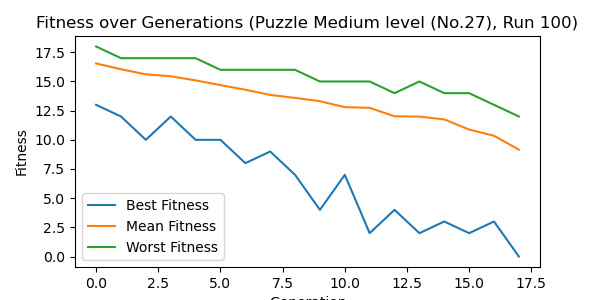 Fitness over Generations (Puzzle Medium level (No.27), Run 100)
17.5
15.0
12.5
10.0
7.5
5.0
2.5
0.0
Fitness
Best Fitness
Mean Fitness
Worst Fitness
0.0 2.5 5.0 7.5 10.0 12.5 15.0 17.5
Generation